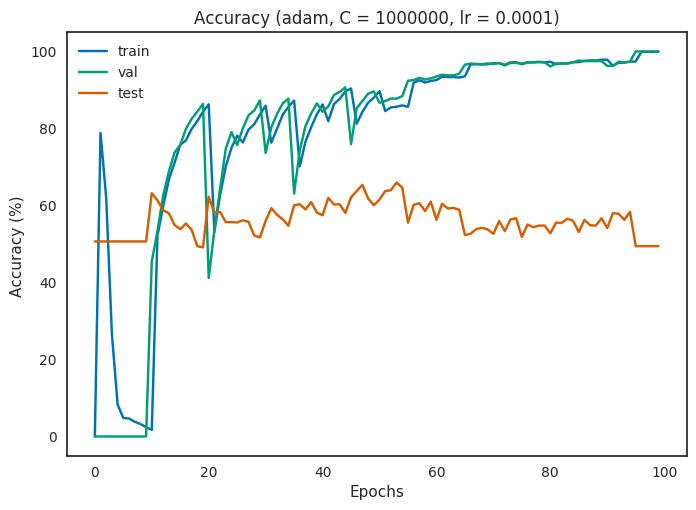 Accuracy (adam, C = 1000000, lr = 0.0001)
train
val
test
Accuracy (%)
100
80
60
40
20
0
0 20 40 60 80 100
Epochs